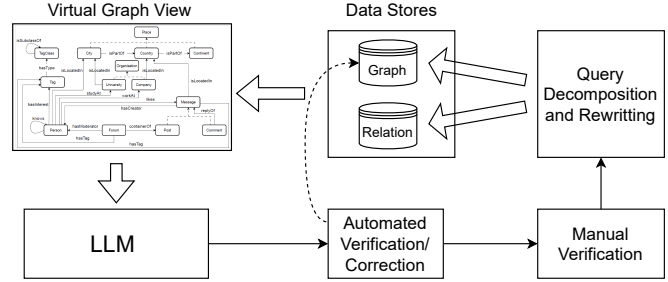 Virtual Graph View
Data Stores
Place
isSubclassOf
TagClass
City
isPartOf
Country
isPartOf
Continent
hasType
isLocatedIn
isLocatedIn
Organisation
isLocatedIn
isLocatedIn
Tag
University
Company
studyAt
workAt
hasInterest
likes
Message
hasCreator
replyOf
knows
Person
hasModerator
Forum
containerOf
Post
Comment
hasTag
hasTag
Graph
Relation
Query
Decomposition
and Rewritting
LLM
Automated
Verification/
Correction
Manual
Verification